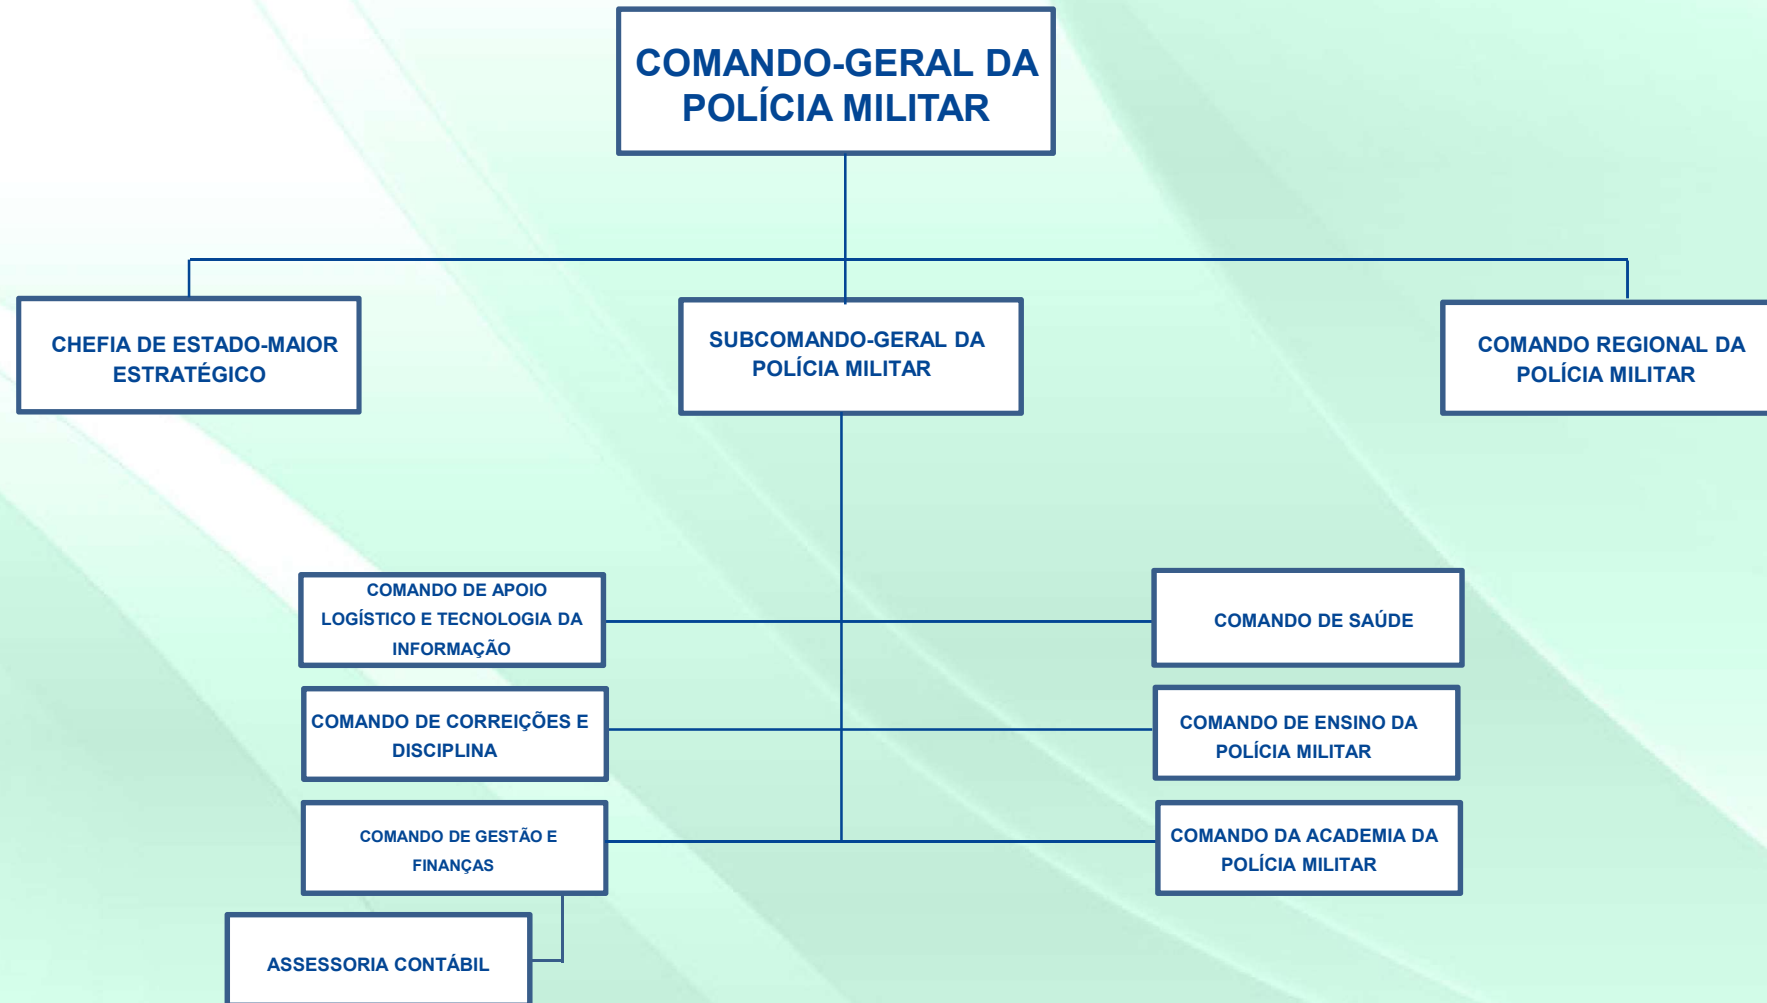 COMANDO-GERAL DA
POLÍCIA MILITAR
CHEFIA DE ESTADO-MAIOR
ESTRATÉGICO
SUBCOMANDO-GERAL DA
POLÍCIA MILITAR
COMANDO REGIONAL DA
POLÍCIA MILITAR
COMANDO DE APOIO
LOGÍSTICO E TECNOLOGIA DA
INFORMAÇÃO
COMANDO DE SAÚDE
COMANDO DE CORREIÇÕES E
DISCIPLINA
COMANDO DE ENSINO DA
POLÍCIA MILITAR
COMANDO DE GESTÃO E
FINANÇAS
COMANDO DA ACADEMIA DA
POLÍCIA MILITAR
ASSESSORIA CONTÁBIL